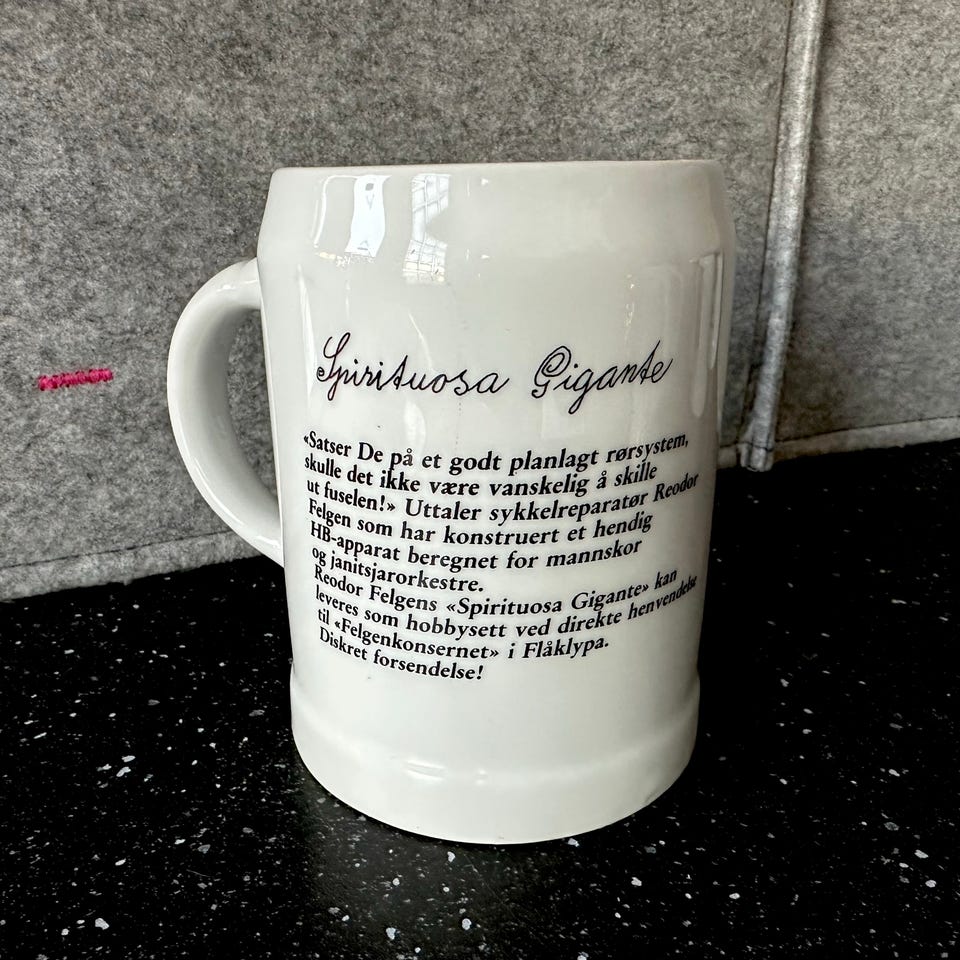 Spirituosa Gigante
«Satser De på et godt planlagt rørsystem,
skulle det ikke være vanskelig å skille
ut fuselen!» Uttaler sykkelreparatør Reodor
Felgen som har konstruert et hendig
HB-apparat beregnet for mannskor
og janitsjarorkestre.
Reodor Felgens «Spirituosa Gigante» kan
leveres som hobbysett ved direkte henvendelse
til «Felgenkonsernet» i Flåklypa.
Diskret forsendelse!